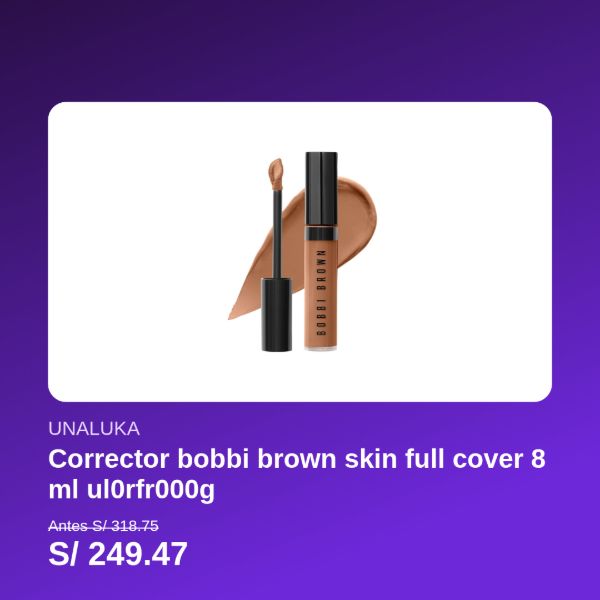 BOBBI BROWN
UNALUKA
Corrector bobbi brown skin full cover 8
ml ul0rfr000g
Antes S/ 318.75
S/ 249.47